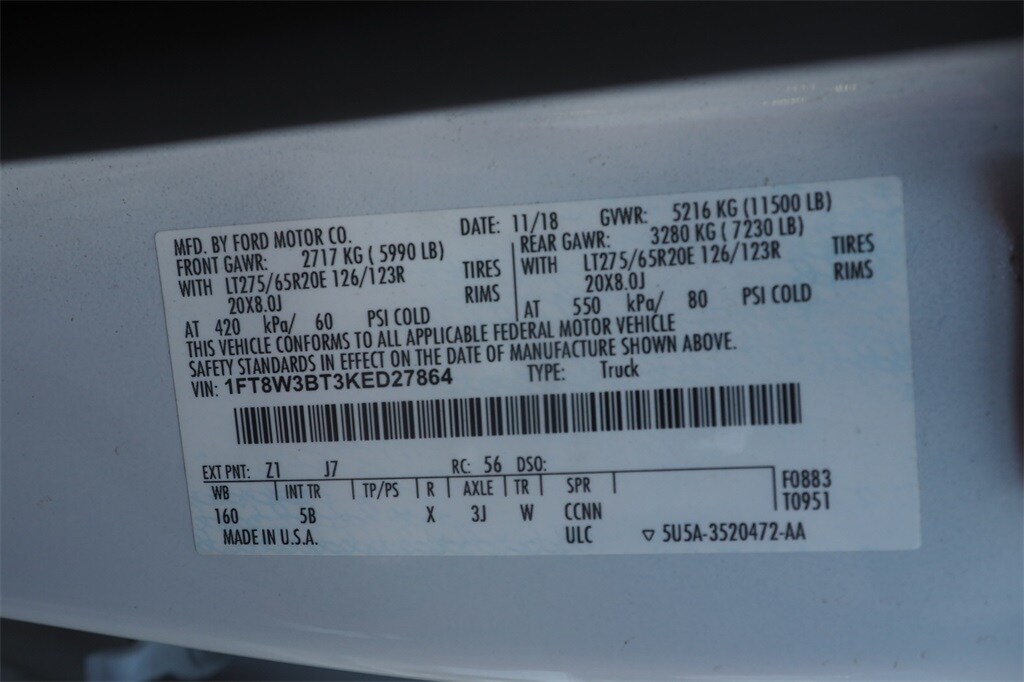 MFD. BY FORD MOTOR CO. DATE: 11/18 GVWR: 5216 KG (11500 LB)
FRONT GAWR: 2717 KG ( 5990 LB) REAR GAWR: 3280 KG ( 7230 LB)
WITH LT275/65R20E 126/123R TIRES WITH LT275/65R20E 126/123R TIRES
20X8.0J RIMS 20X8.0J RIMS
AT 420 kPa/ 60 PSI COLD AT 550 kPa/ 80 PSI COLD
THIS VEHICLE CONFORMS TO ALL APPLICABLE FEDERAL MOTOR VEHICLE
SAFETY STANDARDS IN EFFECT ON THE DATE OF MANUFACTURE SHOWN ABOVE.
VIN: 1FT8W3BT3KED27864 TYPE: Truck
EXT PNT: Z1 J7 RC: 56 DSO:
WB INT TR TP/PS R AXLE TR SPR F0883
160 5B X 3J W CCNN T0951
MADE IN U.S.A. ULC ▽ 5U5A-3520472-AA